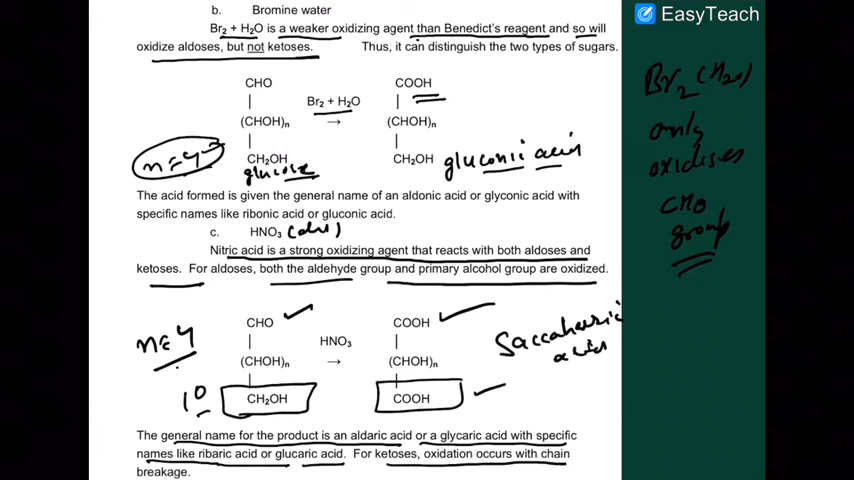 b. Bromine water
Br2 + H2O is a weaker oxidizing agent than Benedict's reagent and so will
oxidize aldoses, but not ketoses. Thus, it can distinguish the two types of sugars.
CHO COOH
| Br2 + H2O |
(CHOH)n → (CHOH)n
| |
CH2OH CH2OH
n=4
glucose gluconic acid
The acid formed is given the general name of an aldonic acid or glyconic acid with
specific names like ribonic acid or gluconic acid.
c. HNO3 (dil)
Nitric acid is a strong oxidizing agent that reacts with both aldoses and
ketoses. For aldoses, both the aldehyde group and primary alcohol group are oxidized.
CHO COOH
| HNO3 |
(CHOH)n → (CHOH)n
CH2OH COOH
n=4
1°
Saccharic
acid
The general name for the product is an aldaric acid or a glycaric acid with specific
names like ribaric acid or glucaric acid. For ketoses, oxidation occurs with chain
breakage.
EasyTeach
Br2 (H2O)
only
oxidises
CHO
group